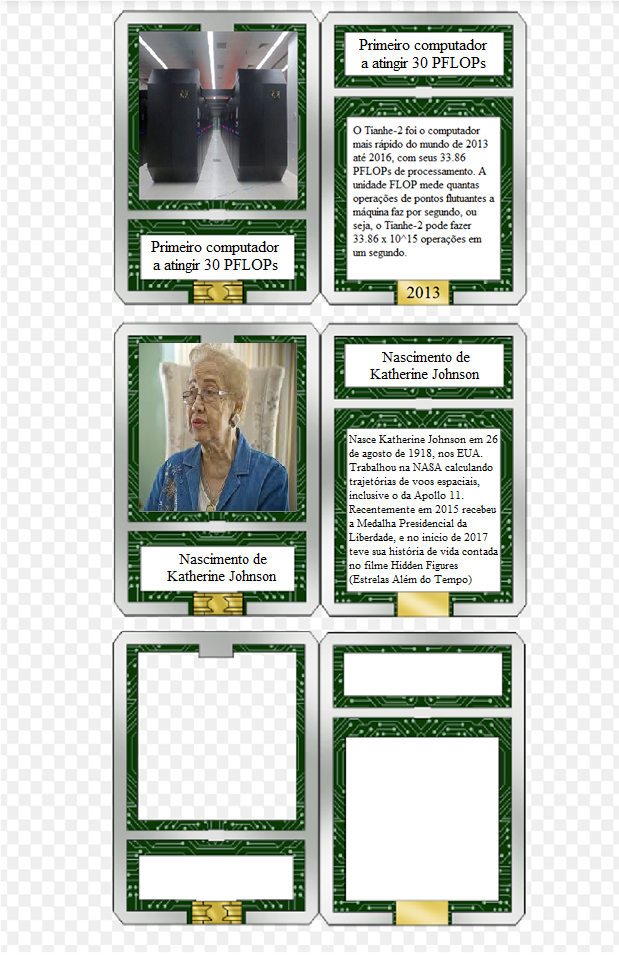 Primeiro computador
a atingir 30 PFLOPs
Primeiro computador
a atingir 30 PFLOPs
O Tianhe-2 foi o computador
mais rápido do mundo de 2013
até 2016, com seus 33.86
PFLOPs de processamento. A
unidade FLOP mede quantas
operações de pontos flutuantes a
máquina faz por segundo, ou
seja, o Tianhe-2 pode fazer
33.86 x 10^15 operações em
um segundo.
2013
Nascimento de
Katherine Johnson
Nascimento de
Katherine Johnson
Nasce Katherine Johnson em 26
de agosto de 1918, nos EUA.
Trabalhou na NASA calculando
trajetórias de voos espaciais,
inclusive o da Apollo 11.
Recentemente em 2015 recebeu
a Medalha Presidencial da
Liberdade, e no inicio de 2017
teve sua história de vida contada
no filme Hidden Figures
(Estrelas Além do Tempo)